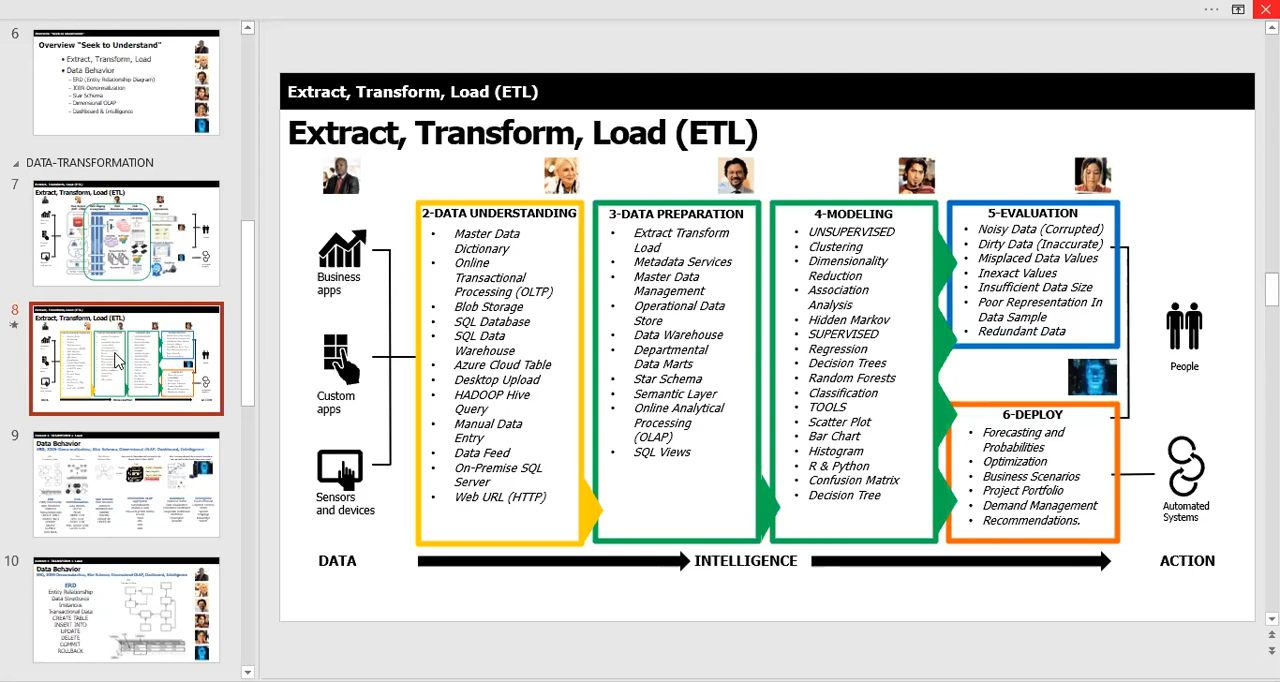 6
Overview "Seek to Understand"
• Extract, Transform, Load
• Data Behavior
– ERD (Entity Relationship Diagram)
– JOIN-Denormalization
– Star Schema
– Dimensional OLAP
– Dashboard & Intelligence
DATA-TRANSFORMATION
7
Extract, Transform, Load (ETL)
8
Extract, Transform, Load (ETL)
9
Data Behavior
10
Data Behavior
ERD
Entity Relationship
Data Structures
Instances
Transactional Data
CREATE TABLE
INSERT INTO
UPDATE
DELETE
COMMIT
ROLLBACK
Extract, Transform, Load (ETL)
Extract, Transform, Load (ETL)
Business
apps
Custom
apps
Sensors
and devices
2-DATA UNDERSTANDING
• Master Data
Dictionary
• Online
Transactional
Processing (OLTP)
• Blob Storage
• SQL Database
• SQL Data
Warehouse
• Azure Cloud Table
• Desktop Upload
• HADOOP Hive
Query
• Manual Data
Entry
• Data Feed
• On-Premise SQL
Server
• Web URL (HTTP)
3-DATA PREPARATION
• Extract Transform
Load
• Metadata Services
• Master Data
Management
• Operational Data
Store
• Data Warehouse
• Departmental
Data Marts
• Star Schema
• Semantic Layer
• Online Analytical
Processing
(OLAP)
• SQL Views
4-MODELING
• UNSUPERVISED
• Clustering
• Dimensionality
Reduction
• Association
Analysis
• Hidden Markov
• SUPERVISED
• Regression
• Decision Trees
• Random Forests
• Classification
• TOOLS
• Scatter Plot
• Bar Chart
• Histogram
• R & Python
• Confusion Matrix
• Decision Tree
5-EVALUATION
• Noisy Data (Corrupted)
• Dirty Data (Inaccurate)
• Misplaced Data Values
• Inexact Values
• Insufficient Data Size
• Poor Representation In
Data Sample
• Redundant Data
6-DEPLOY
• Forecasting and
Probabilities
• Optimization
• Business Scenarios
• Project Portfolio
• Demand Management
• Recommendations.
People
Automated
Systems
DATA
INTELLIGENCE
ACTION